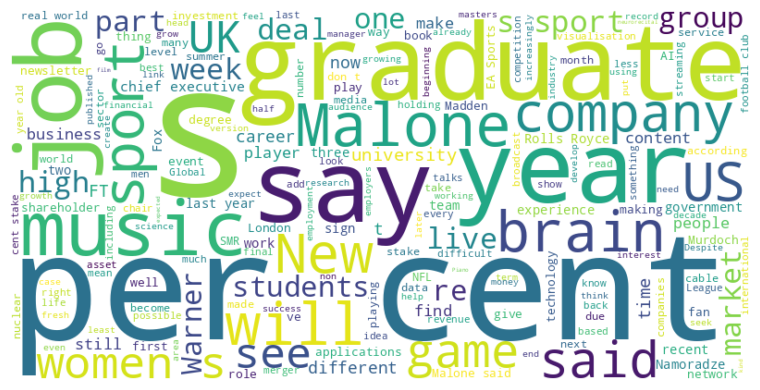 real world
part
UK
deal
one
s
sport
group
investment
feel
last
manager
grow
book
masters
head
record
already
visualisation
thing
go
growing
best
newsletter
link
film
job
S
graduate
year old
summer
many
way
make
level
AI
service
EA Sports
competition
increasingly
less
using
streaming
start
football club
published
week
now
don t
number
month
put
industry
play
Madden
Rolls Royce
content
media
audience
holding
sector
create
financial
version
half
beginning
chief
executive
business
degree
career
player
three
university
sport
Malone
company
say
year
US
Fox
event
Global
look
talks
according
broadcast
develop
read
show
something
need
two
world
men
high
FT
add
research
expect
employers
employment
take
working
team
every
experience
making
government
people
decade
Despite
last year
shareholder
chair
cent stake
growth
including
science
London
sign
t
SMR
work
final
difficult
NFL
later
stake
playing
technology
Murdoch
interest
international
music
New
live
brain
market
asset
much
well
mean
become
possible
nuclear
case
right
life
fresh
even
least
area
Warner
students
re
find
data
help
applications
revenue
give
money
know
think
back
due
based
cable
League
time
fan
recent
companies
seek
per cent
will
see
game
said
women
s
still
first
role
non
made
ve
success
idea
merger
different
Malone said
end
next
Namoradze
network